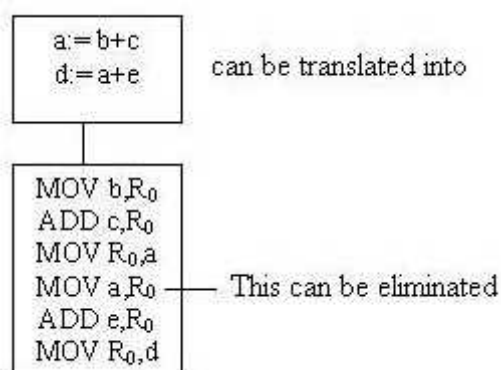 a:= b+c
d:= a+e
can be translated into
MOV b,R₀
ADD c,R₀
MOV R₀,a
MOV a,R₀
This can be eliminated
ADD e,R₀
MOV R₀,d